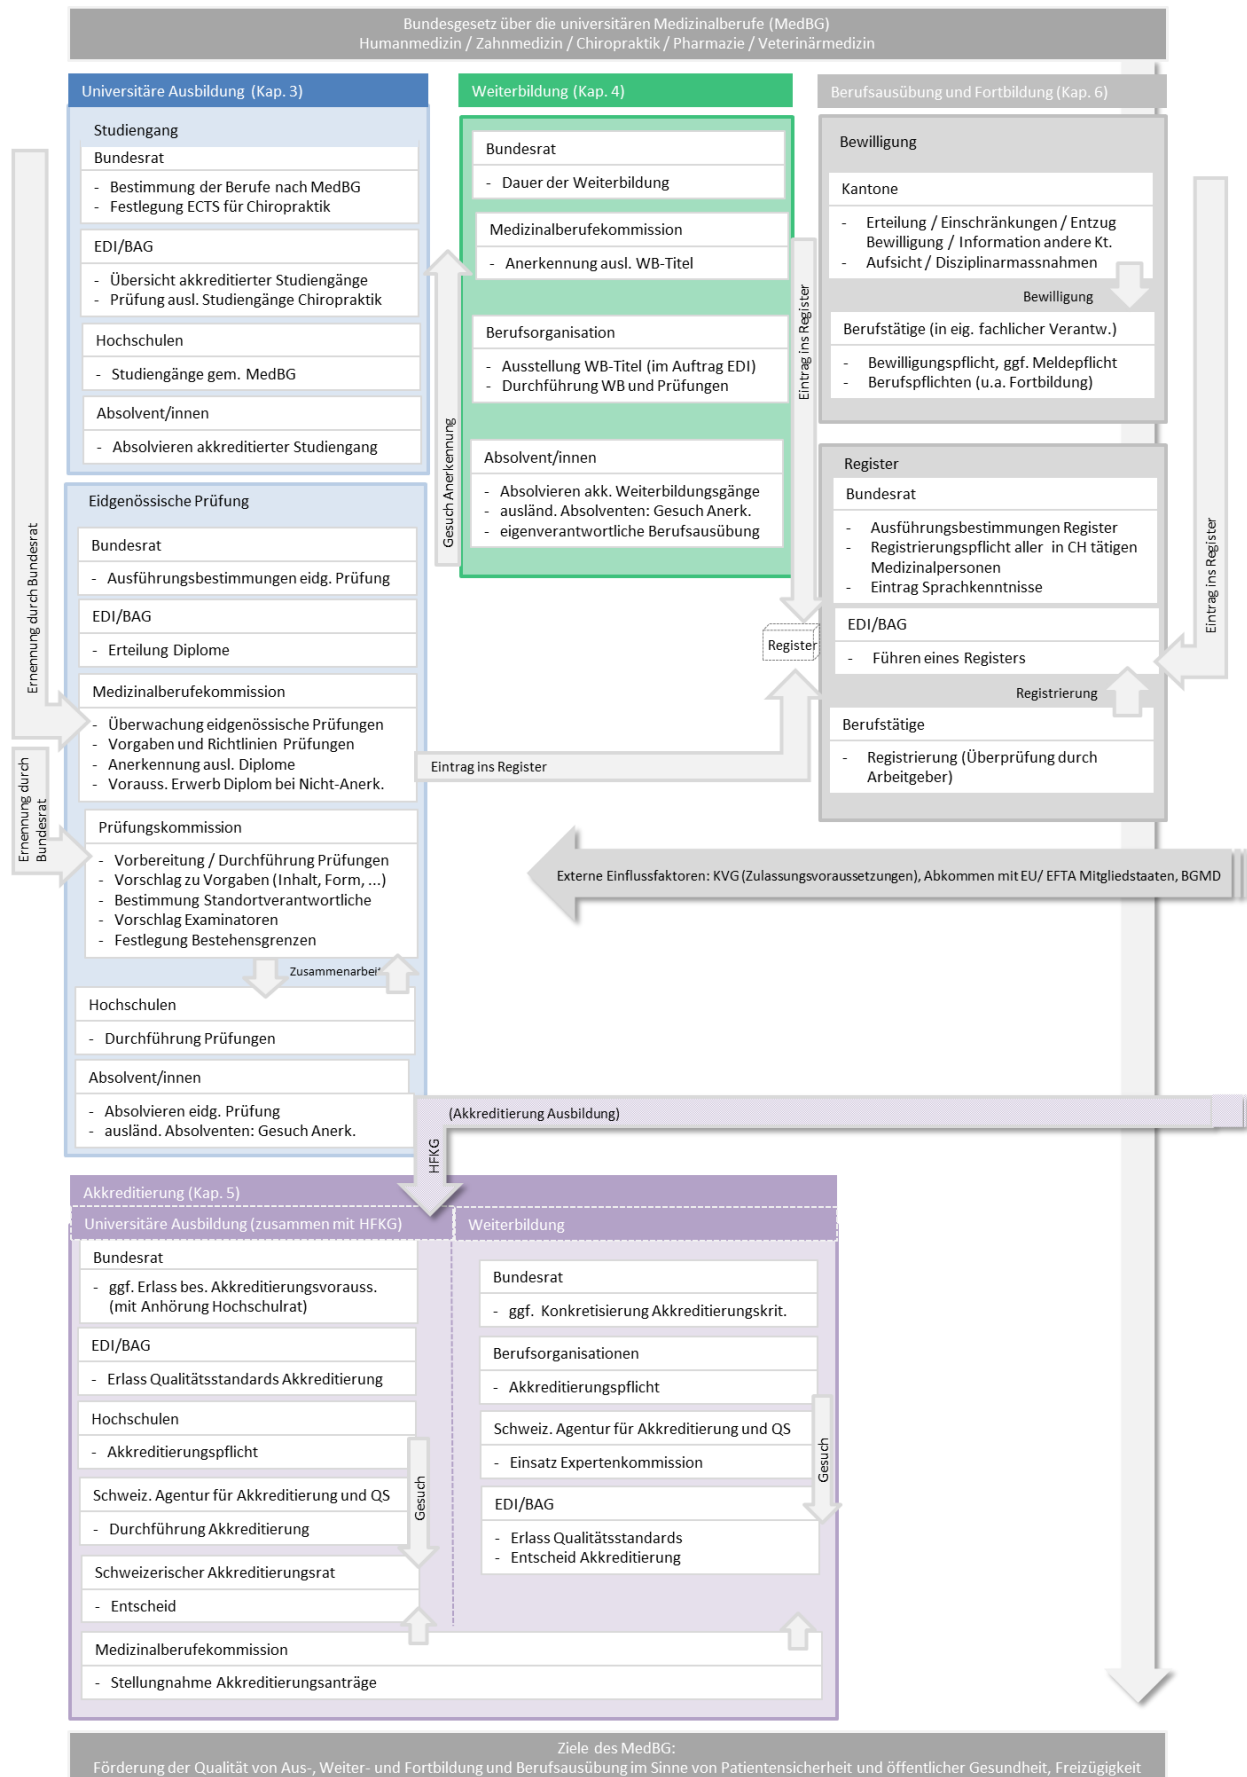 Bundesgesetz über die universitären Medizinalberufe (MedBG)
Humanmedizin / Zahnmedizin / Chiropraktik / Pharmazie / Veterinärmedizin
Universitäre Ausbildung (Kap. 3)
Studiengang
Bundesrat
- Bestimmung der Berufe nach MedBG
- Festlegung ECTS für Chiropraktik
EDI/BAG
- Übersicht akkreditierter Studiengänge
- Prüfung ausl. Studiengänge Chiropraktik
Hochschulen
- Studiengänge gem. MedBG
Absolvent/innen
- Absolvieren akkreditierter Studiengang
Eidgenössische Prüfung
Bundesrat
- Ausführungsbestimmungen eidg. Prüfung
EDI/BAG
- Erteilung Diplome
Medizinalberufekommission
- Überwachung eidgenössische Prüfungen
- Vorgaben und Richtlinien Prüfungen
- Anerkennung ausl. Diplome
- Vorauss. Erwerb Diplom bei Nicht-Anerk.
Prüfungskommission
- Vorbereitung / Durchführung Prüfungen
- Vorschlag zu Vorgaben (Inhalt, Form, ...)
- Bestimmung Standortverantwortliche
- Vorschlag Examinatoren
- Festlegung Bestehensgrenzen
Zusammenarbeit
Hochschulen
- Durchführung Prüfungen
Absolvent/innen
- Absolvieren eidg. Prüfung
- ausländ. Absolventen: Gesuch Anerk.
Ernennung durch Bundesrat
Ernennung durch
Bundesrat
Gesuch Anerkennung
Weiterbildung (Kap. 4)
Bundesrat
- Dauer der Weiterbildung
Medizinalberufekommission
- Anerkennung ausl. WB-Titel
Berufsorganisation
- Ausstellung WB-Titel (im Auftrag EDI)
- Durchführung WB und Prüfungen
Absolvent/innen
- Absolvieren akk. Weiterbildungsgänge
- ausländ. Absolventen: Gesuch Anerk.
- eigenverantwortliche Berufsausübung
Eintrag ins Register
Register
Eintrag ins Register
Berufsausübung und Fortbildung (Kap. 6)
Bewilligung
Kantone
- Erteilung / Einschränkungen / Entzug
Bewilligung / Information andere Kt.
- Aufsicht / Disziplinarmassnahmen
Bewilligung
Berufstätige (in eig. fachlicher Verantw.)
- Bewilligungspflicht, ggf. Meldepflicht
- Berufspflichten (u.a. Fortbildung)
Register
Bundesrat
- Ausführungsbestimmungen Register
- Registrierungspflicht aller in CH tätigen
Medizinalpersonen
- Eintrag Sprachkenntnisse
EDI/BAG
- Führen eines Registers
Registrierung
Berufstätige
- Registrierung (Überprüfung durch
Arbeitgeber)
Eintrag ins Register
Externe Einflussfaktoren: KVG (Zulassungsvoraussetzungen), Abkommen mit EU/ EFTA Mitgliedstaaten, BGMD
(Akkreditierung Ausbildung)
HFKG
Akkreditierung (Kap. 5)
Universitäre Ausbildung (zusammen mit HFKG)
Bundesrat
- ggf. Erlass bes. Akkreditierungsvorauss.
(mit Anhörung Hochschulrat)
EDI/BAG
- Erlass Qualitätsstandards Akkreditierung
Hochschulen
- Akkreditierungspflicht
Schweiz. Agentur für Akkreditierung und QS
- Durchführung Akkreditierung
Schweizerischer Akkreditierungsrat
- Entscheid
Gesuch
Weiterbildung
Bundesrat
- ggf. Konkretisierung Akkreditierungskrit.
Berufsorganisationen
- Akkreditierungspflicht
Schweiz. Agentur für Akkreditierung und QS
- Einsatz Expertenkommission
EDI/BAG
- Erlass Qualitätsstandards
- Entscheid Akkreditierung
Gesuch
Medizinalberufekommission
- Stellungnahme Akkreditierungsanträge
Ziele des MedBG:
Förderung der Qualität von Aus-, Weiter- und Fortbildung und Berufsausübung im Sinne von Patientensicherheit und öffentlicher Gesundheit, Freizügigkeit